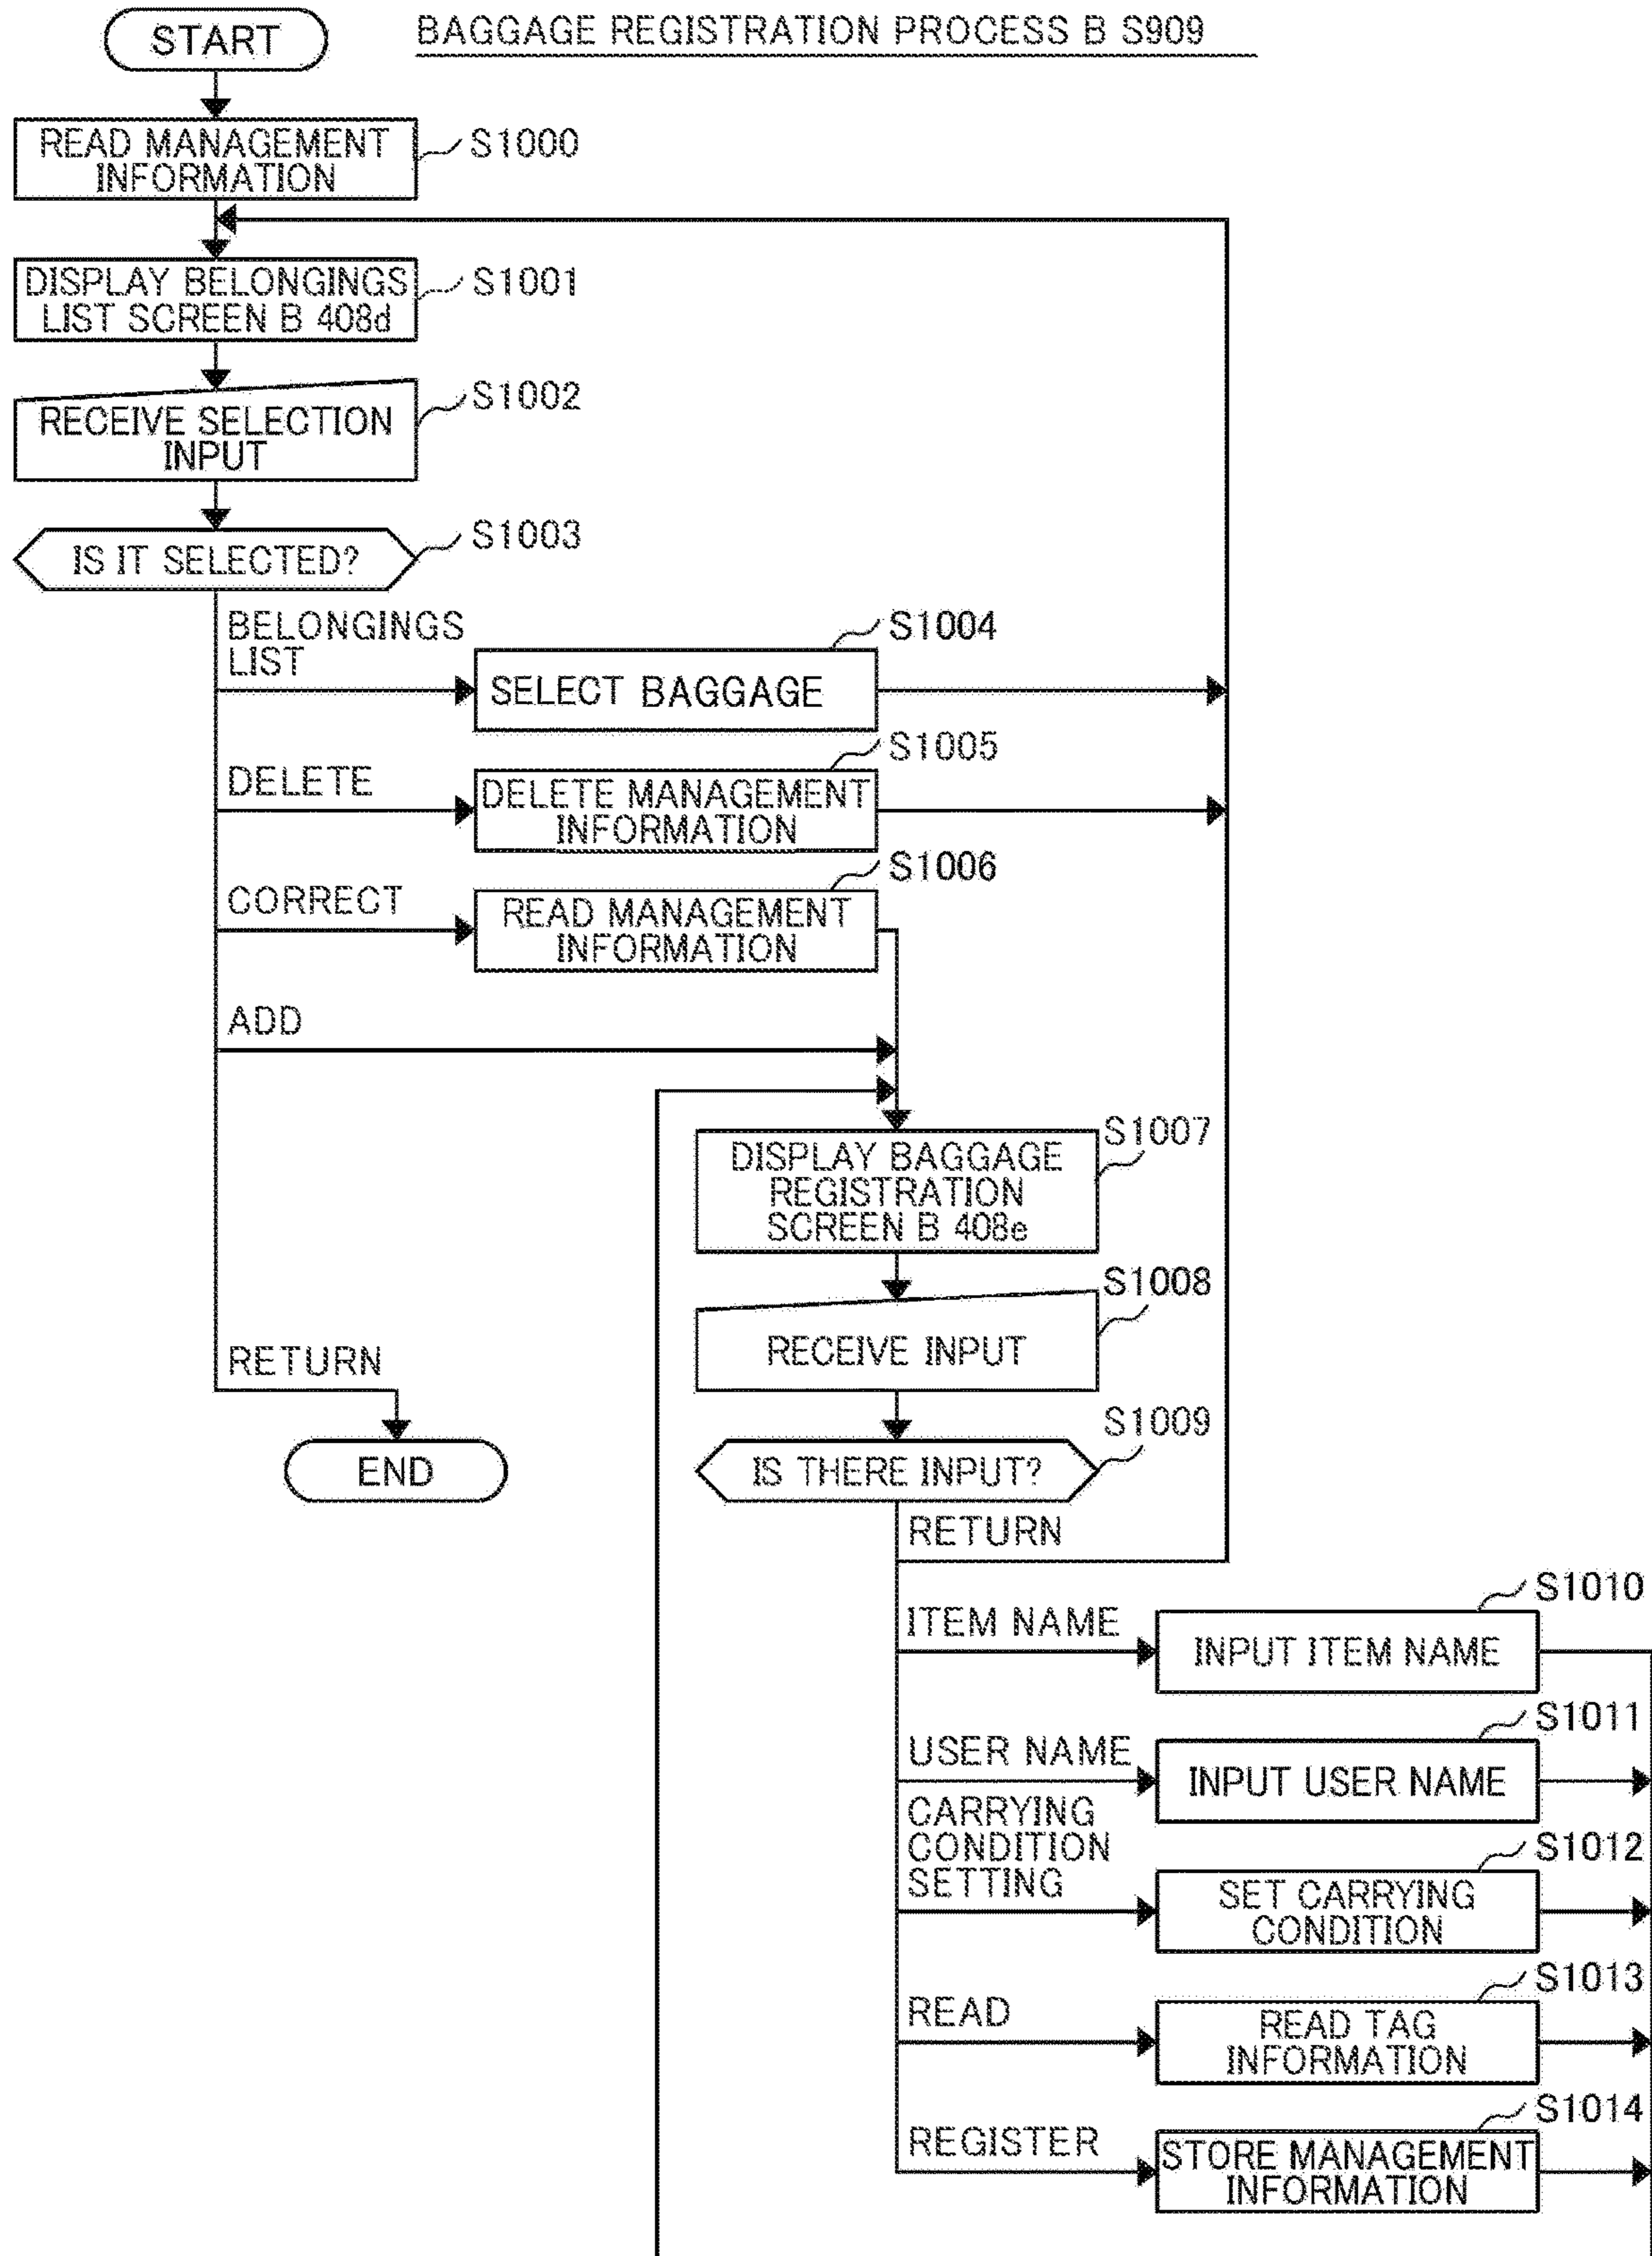 START
BAGGAGE REGISTRATION PROCESS B S909
READ MANAGEMENT
INFORMATION
S1000
DISPLAY BELONGINGS
LIST SCREEN B 408d
S1001
RECEIVE SELECTION
INPUT
S1002
IS IT SELECTED?
S1003
BELONGINGS
LIST
SELECT BAGGAGE
S1004
DELETE
DELETE MANAGEMENT
INFORMATION
S1005
CORRECT
READ MANAGEMENT
INFORMATION
S1006
ADD
DISPLAY BAGGAGE
REGISTRATION
SCREEN B 408e
S1007
RECEIVE INPUT
S1008
RETURN
END
IS THERE INPUT?
S1009
RETURN
ITEM NAME
INPUT ITEM NAME
S1010
USER NAME
INPUT USER NAME
S1011
CARRYING
CONDITION
SETTING
SET CARRYING
CONDITION
S1012
READ
READ TAG
INFORMATION
S1013
REGISTER
STORE MANAGEMENT
INFORMATION
S1014